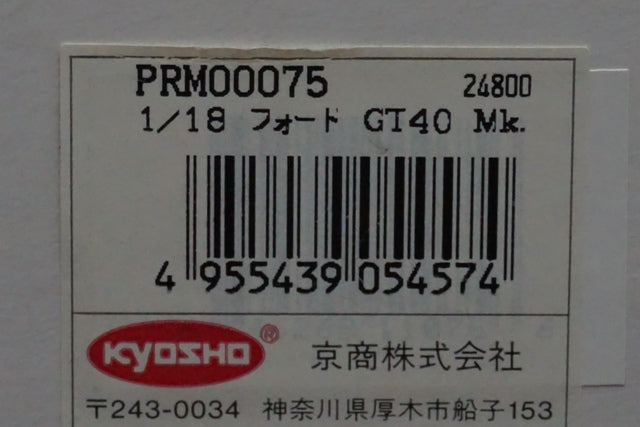 PRM00075 24800
1/18 フォード GT40 Mk.
4 955439 054574
KYOSHO® 京商株式会社
〒243-0034 神奈川県厚木市船子153